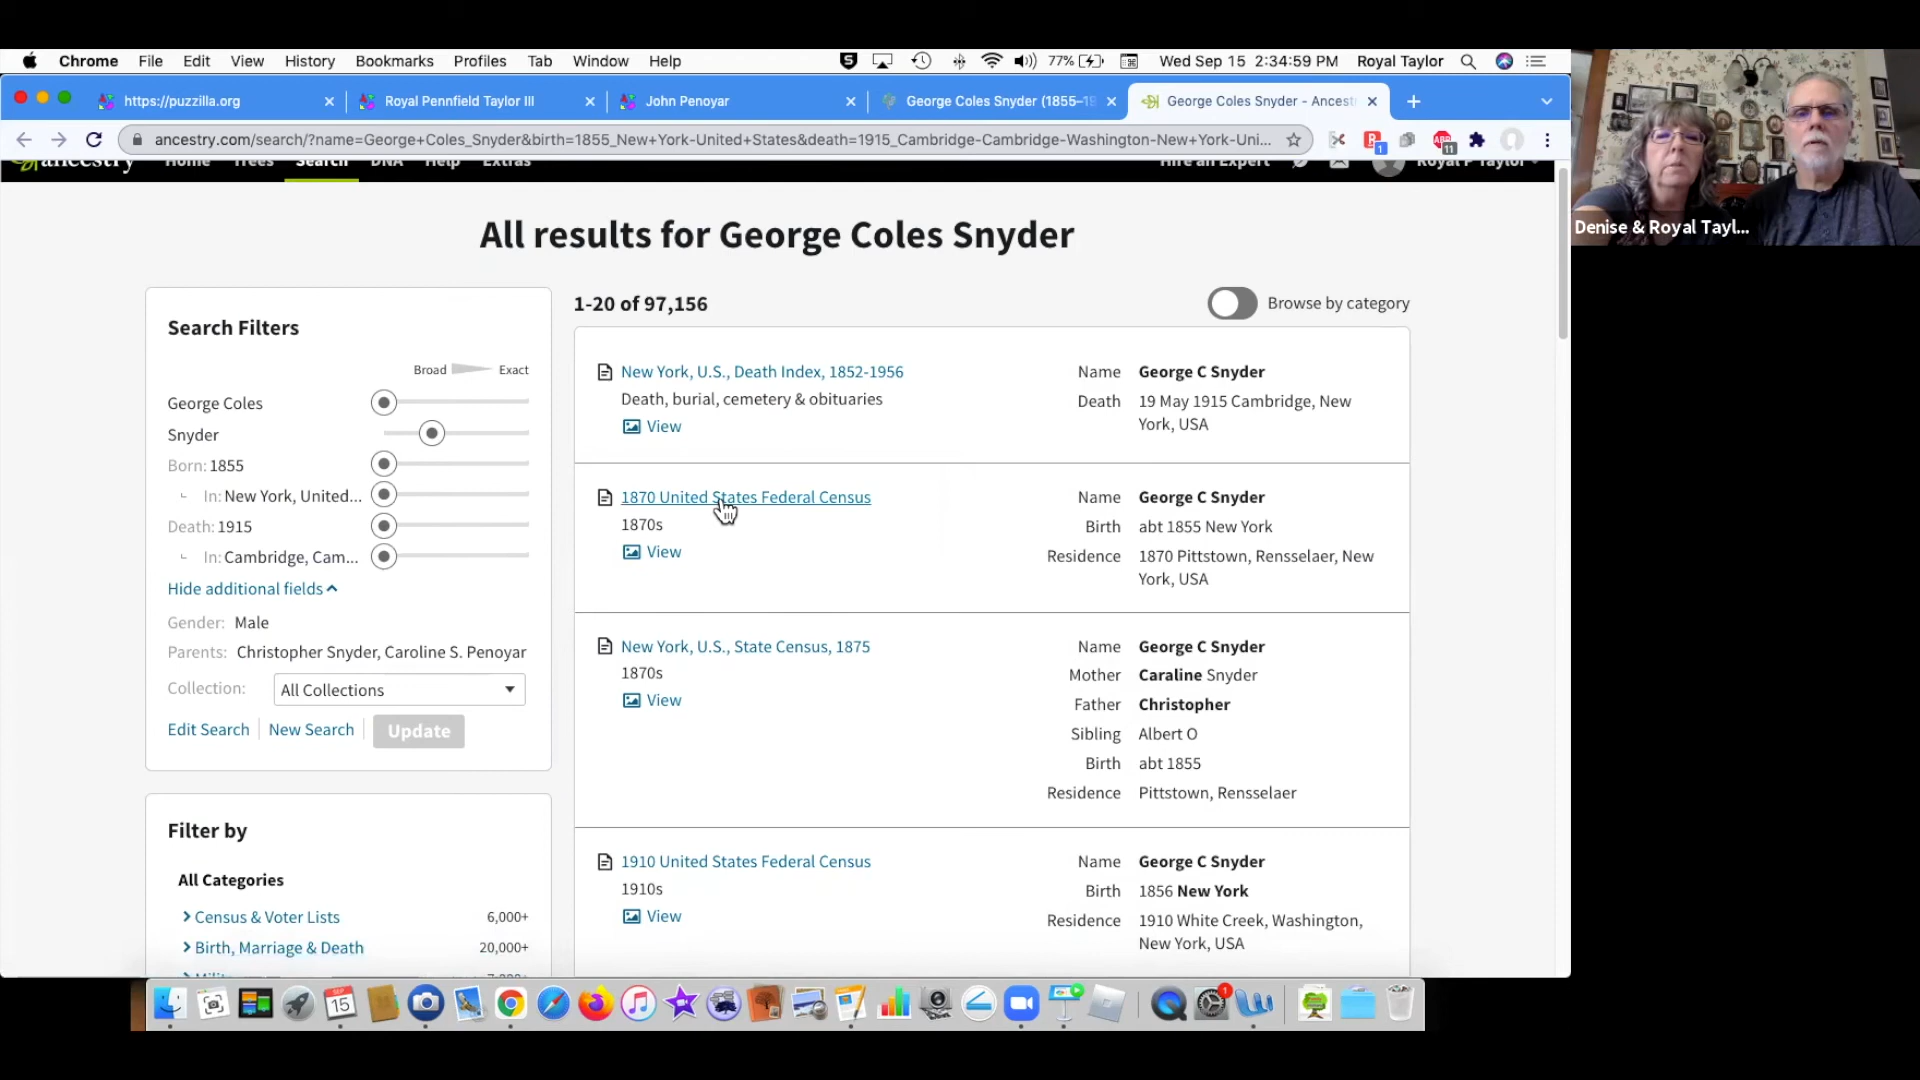 Chrome File Edit View History Bookmarks Profiles Tab Window Help 77% Wed Sep 15 2:34:59 PM Royal Taylor
https://puzzilla.org Royal Pennfield Taylor III John Penoyar George Coles Snyder (1855–19 George Coles Snyder - Ancest
ancestry.com/search/?name=George+Coles_Snyder&birth=1855_New+York-United+States&death=1915_Cambridge-Cambridge-Washington-New+York-Uni... 1 11
ancestry Home Trees Search DNA Help Extras Hire an Expert Royal P Taylor
Denise & Royal Tayl...
All results for George Coles Snyder
1-20 of 97,156
Browse by category
Search Filters
Broad Exact
George Coles
Snyder
Born: 1855
In: New York, United...
Death: 1915
In: Cambridge, Cam...
Hide additional fields
Gender: Male
Parents: Christopher Snyder, Caroline S. Penoyar
Collection: All Collections
Edit Search New Search Update
Filter by
All Categories
Census & Voter Lists 6,000+
Birth, Marriage & Death 20,000+
New York, U.S., Death Index, 1852-1956
Death, burial, cemetery & obituaries
View
Name George C Snyder
Death 19 May 1915 Cambridge, New
York, USA
1870 United States Federal Census
1870s
View
Name George C Snyder
Birth abt 1855 New York
Residence 1870 Pittstown, Rensselaer, New
York, USA
New York, U.S., State Census, 1875
1870s
View
Name George C Snyder
Mother Caraline Snyder
Father Christopher
Sibling Albert O
Birth abt 1855
Residence Pittstown, Rensselaer
1910 United States Federal Census
1910s
View
Name George C Snyder
Birth 1856 New York
Residence 1910 White Creek, Washington,
New York, USA
SEP
15
1